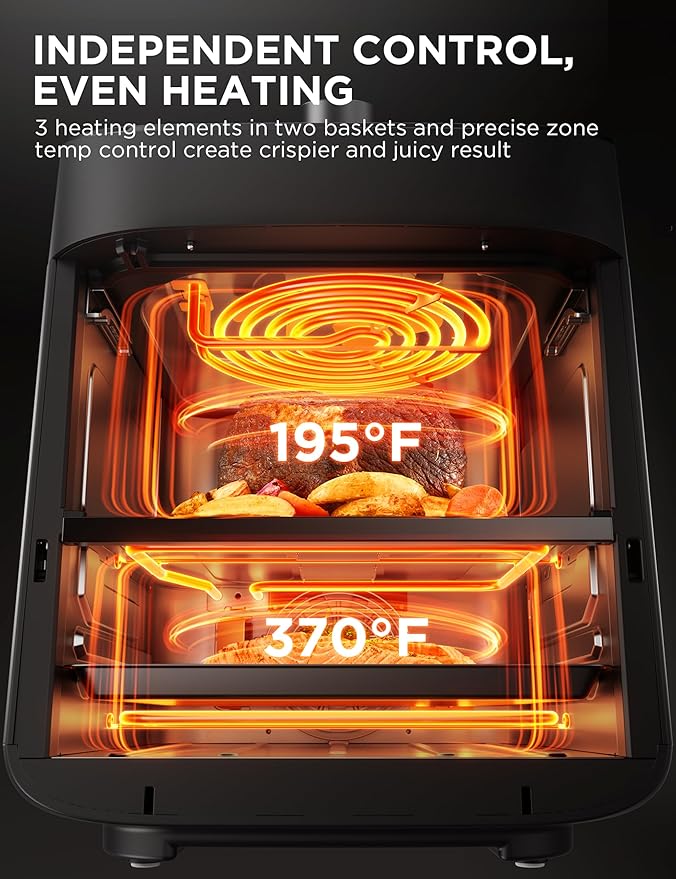 INDEPENDENT CONTROL,
EVEN HEATING
3 heating elements in two baskets and precise zone
temp control create crispier and juicy result
195°F
370°F